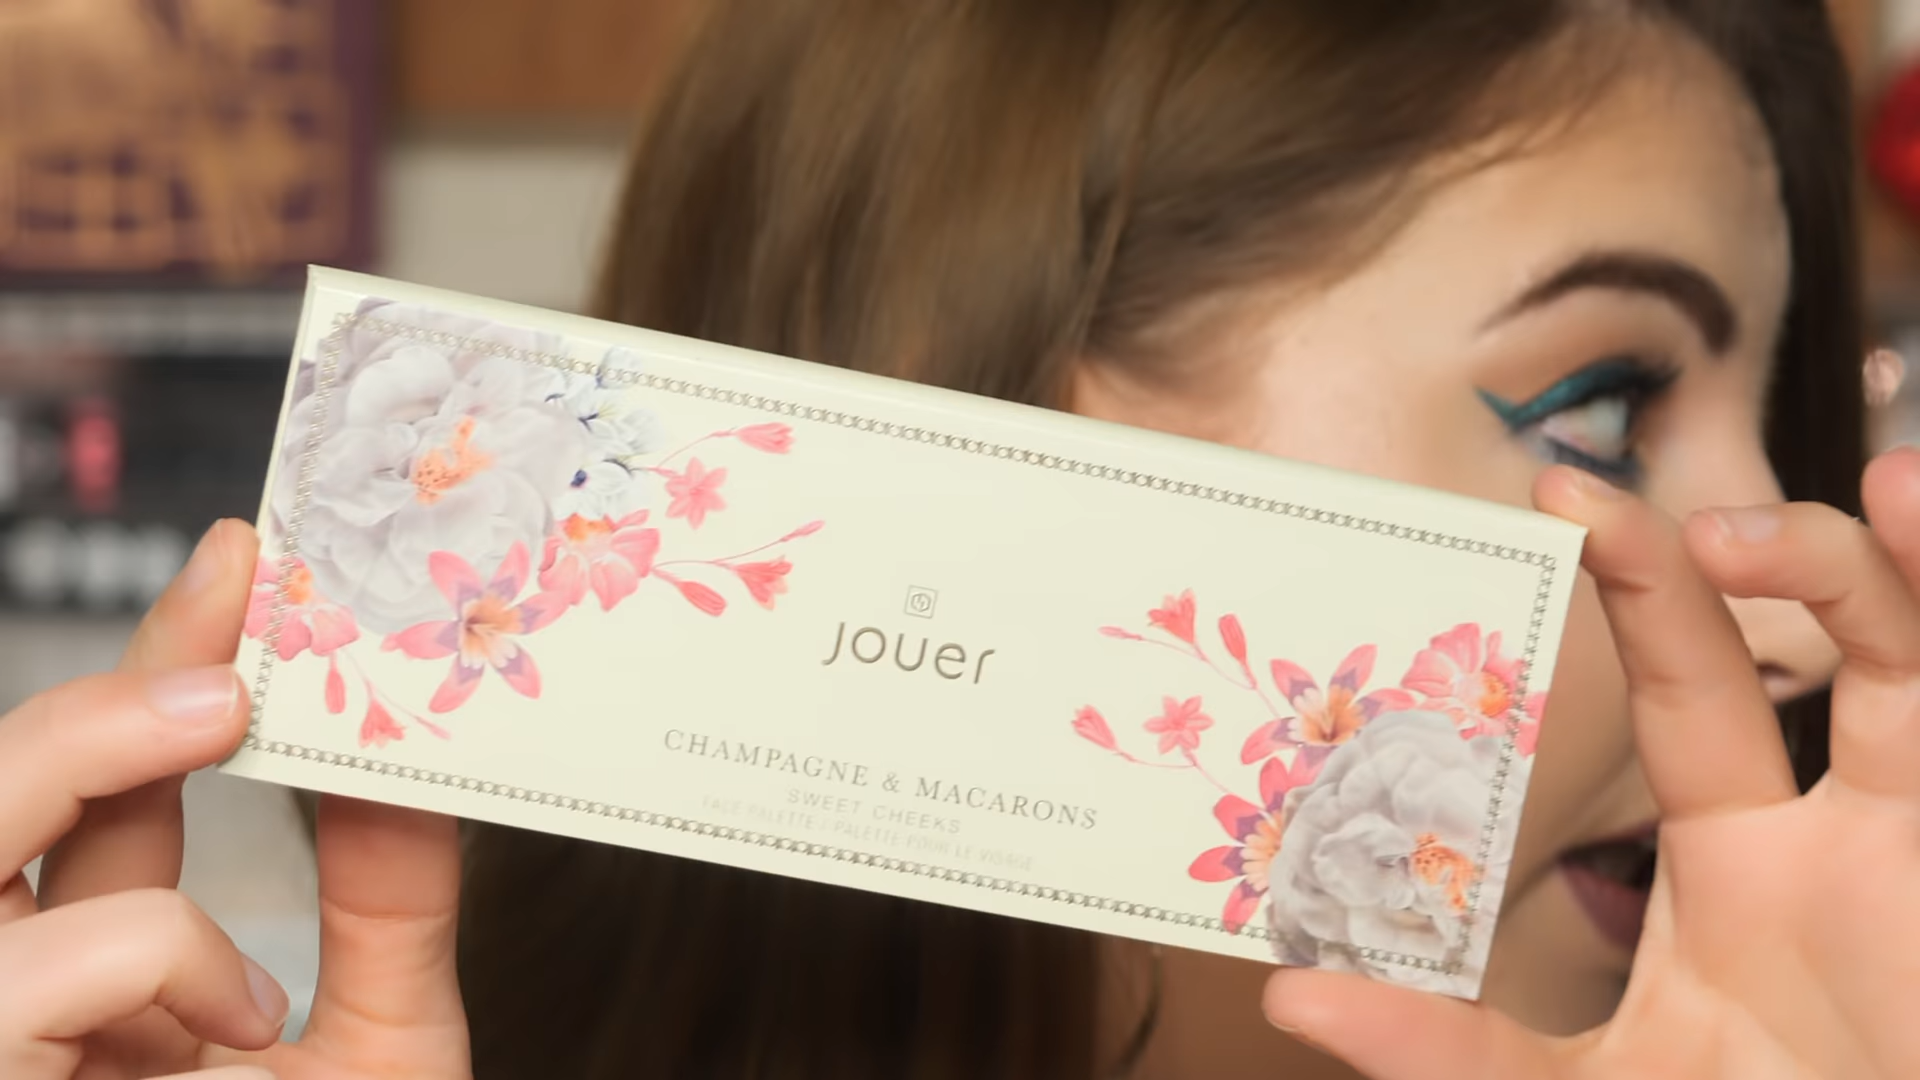 Jouer
CHAMPAGNE & MACARONS
SWEET CHEEKS
FACE PALETTE / PALETTE POUR LE VISAGE